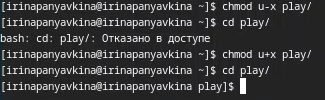 [irinapanyavkina@irinapanyavkina ~]$ chmod u-x play/
[irinapanyavkina@irinapanyavkina ~]$ cd play/
bash: cd: play/: Отказано в доступе
[irinapanyavkina@irinapanyavkina ~]$ chmod u+x play/
[irinapanyavkina@irinapanyavkina ~]$ cd play/
[irinapanyavkina@irinapanyavkina play]$